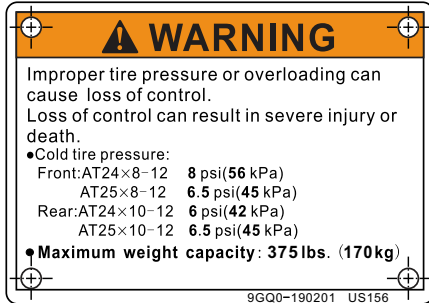 WARNING
Improper tire pressure or overloading can
cause loss of control.
Loss of control can result in severe injury or
death.
●Cold tire pressure:
Front:AT24×8-12 8 psi(56 kPa)
AT25×8-12 6.5 psi(45 kPa)
Rear:AT24×10-12 6 psi(42 kPa)
AT25×10-12 6.5 psi(45 kPa)
●Maximum weight capacity: 375 lbs. (170kg)
9GQ0-190201 US156